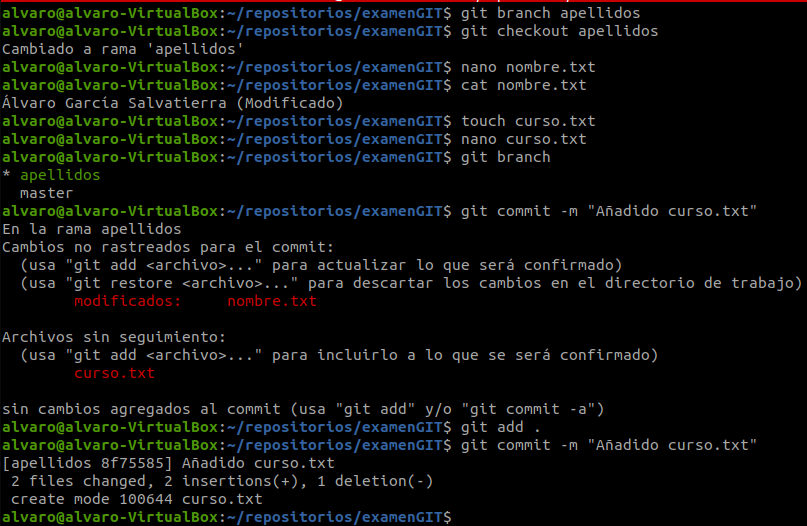 alvaro@alvaro-VirtualBox:~/repositorios/examenGIT$ git branch apellidos
alvaro@alvaro-VirtualBox:~/repositorios/examenGIT$ git checkout apellidos
Cambiado a rama 'apellidos'
alvaro@alvaro-VirtualBox:~/repositorios/examenGIT$ nano nombre.txt
alvaro@alvaro-VirtualBox:~/repositorios/examenGIT$ cat nombre.txt
Álvaro García Salvatierra (Modificado)
alvaro@alvaro-VirtualBox:~/repositorios/examenGIT$ touch curso.txt
alvaro@alvaro-VirtualBox:~/repositorios/examenGIT$ nano curso.txt
alvaro@alvaro-VirtualBox:~/repositorios/examenGIT$ git branch
* apellidos
  master
alvaro@alvaro-VirtualBox:~/repositorios/examenGIT$ git commit -m "Añadido curso.txt"
En la rama apellidos
Cambios no rastreados para el commit:
  (usa "git add <archivo>..." para actualizar lo que será confirmado)
  (usa "git restore <archivo>..." para descartar los cambios en el directorio de trabajo)
        modificados:     nombre.txt

Archivos sin seguimiento:
  (usa "git add <archivo>..." para incluirlo a lo que se será confirmado)
        curso.txt

sin cambios agregados al commit (usa "git add" y/o "git commit -a")
alvaro@alvaro-VirtualBox:~/repositorios/examenGIT$ git add .
alvaro@alvaro-VirtualBox:~/repositorios/examenGIT$ git commit -m "Añadido curso.txt"
[apellidos 8f75585] Añadido curso.txt
 2 files changed, 2 insertions(+), 1 deletion(-)
 create mode 100644 curso.txt
alvaro@alvaro-VirtualBox:~/repositorios/examenGIT$